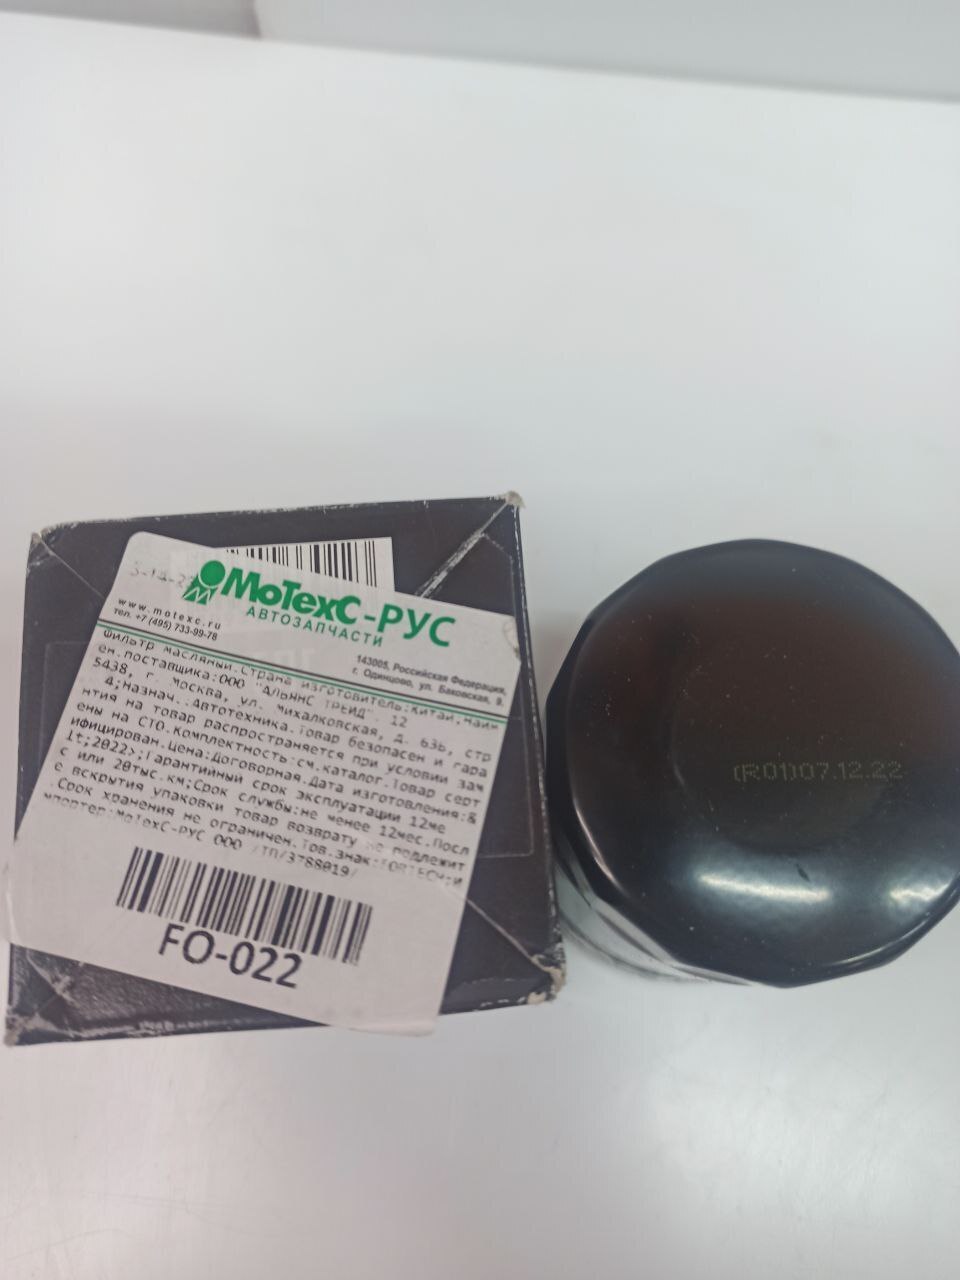 МоТехС-РУС
АВТОЗАПЧАСТИ
www.motexc.ru
тел. +7 (495) 733-99-78
143005, Российская Федерация,
г. Одинцово, ул. Баковская, 9.
Фильтр масляный.Страна изготовитель:Китай.Наим
ен.поставщика:ООО "АЛЬЯНС ТРЕЙД". 12
5438, г. Москва, ул. Михалковская, д. 63Б, стр
. 4;Назнач.:Автотехника.Товар безопасен и гара
нтия на товар распространяется при условии зам
ены на СТО.Комплектность:см.каталог.Товар серт
ифицирован.Цена:Договорная.Дата изготовления:&
lt;2022>;Гарантийный срок эксплуатации 12ме
с или 20тыс.км;Срок службы:не менее 12мес.Посл
е вскрытия упаковки товар возврату не подлежит
.Срок хранения не ограничен.Тов.знак:FORTECH;И
мпортер:МоТехС-РУС ООО /ТП/3788019/
FO-022
(R01)07.12.22